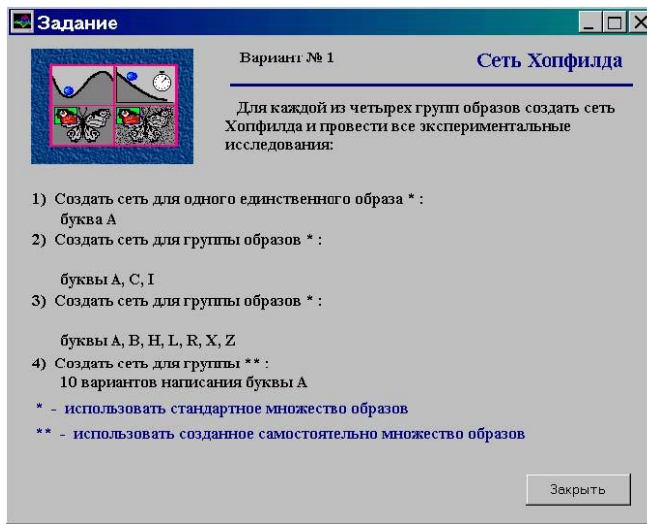 Задание
Вариант № 1
Сеть Хопфилда
Для каждой из четырех групп образов создать сеть
Хопфилда и провести все экспериментальные
исследования:
1) Создать сеть для одного единственного образа * :
буква А
2) Создать сеть для группы образов * :
буквы A, C, I
3) Создать сеть для группы образов * :
буквы A, B, H, L, R, X, Z
4) Создать сеть для группы ** :
10 вариантов написания буквы А
* - использовать стандартное множество образов
** - использовать созданное самостоятельно множество образов
Закрыть